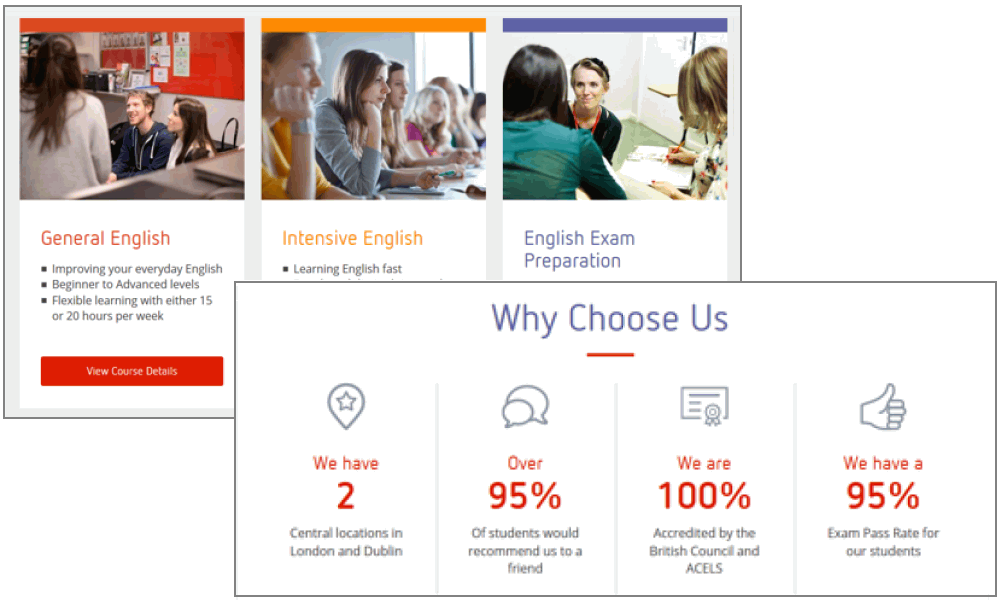 General English
Improving your everyday English
Beginner to Advanced levels
Flexible learning with either 15
or 20 hours per week
View Course Details
Intensive English
Learning English fast
English Exam
Preparation
Why Choose Us
We have
2
Central locations in
London and Dublin
Over
95%
Of students would
recommend us to a
friend
We are
100%
Accredited by the
British Council and
ACELS
We have a
95%
Exam Pass Rate for
our students